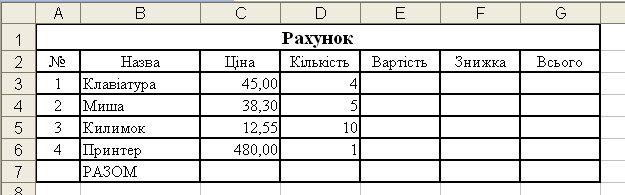 A B C D E F G
1 Рахунок
2 № Назва Ціна Кількість Вартість Знижка Всього
3 1 Клавіатура 45,00 4
4 2 Миша 38,30 5
5 3 Килимок 12,55 10
6 4 Принтер 480,00 1
7 РАЗОМ
8